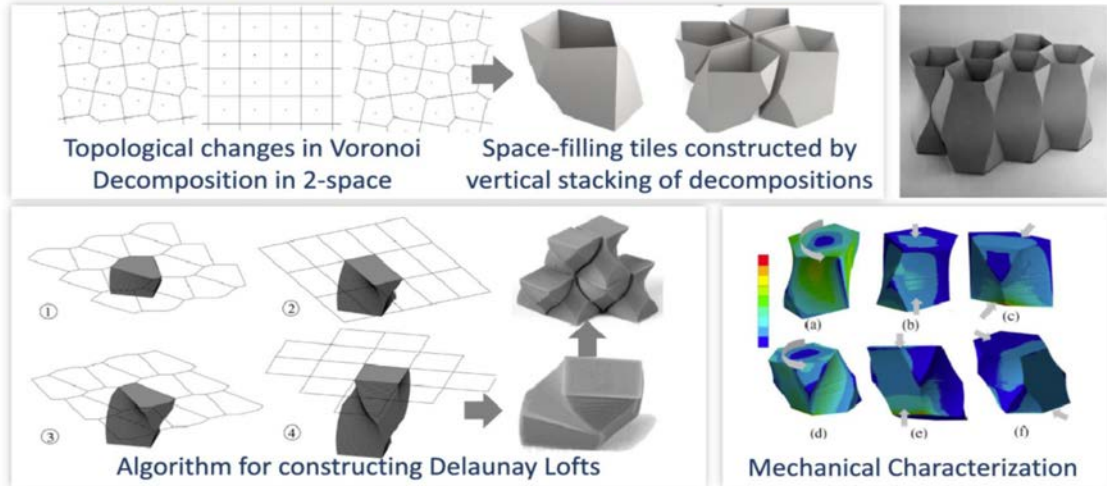 Topological changes in Voronoi
Decomposition in 2-space
Space-filling tiles constructed by
vertical stacking of decompositions
①
②
③
④
Algorithm for constructing Delaunay Lofts
(a)
(b)
(c)
(d)
(e)
(f)
Mechanical Characterization